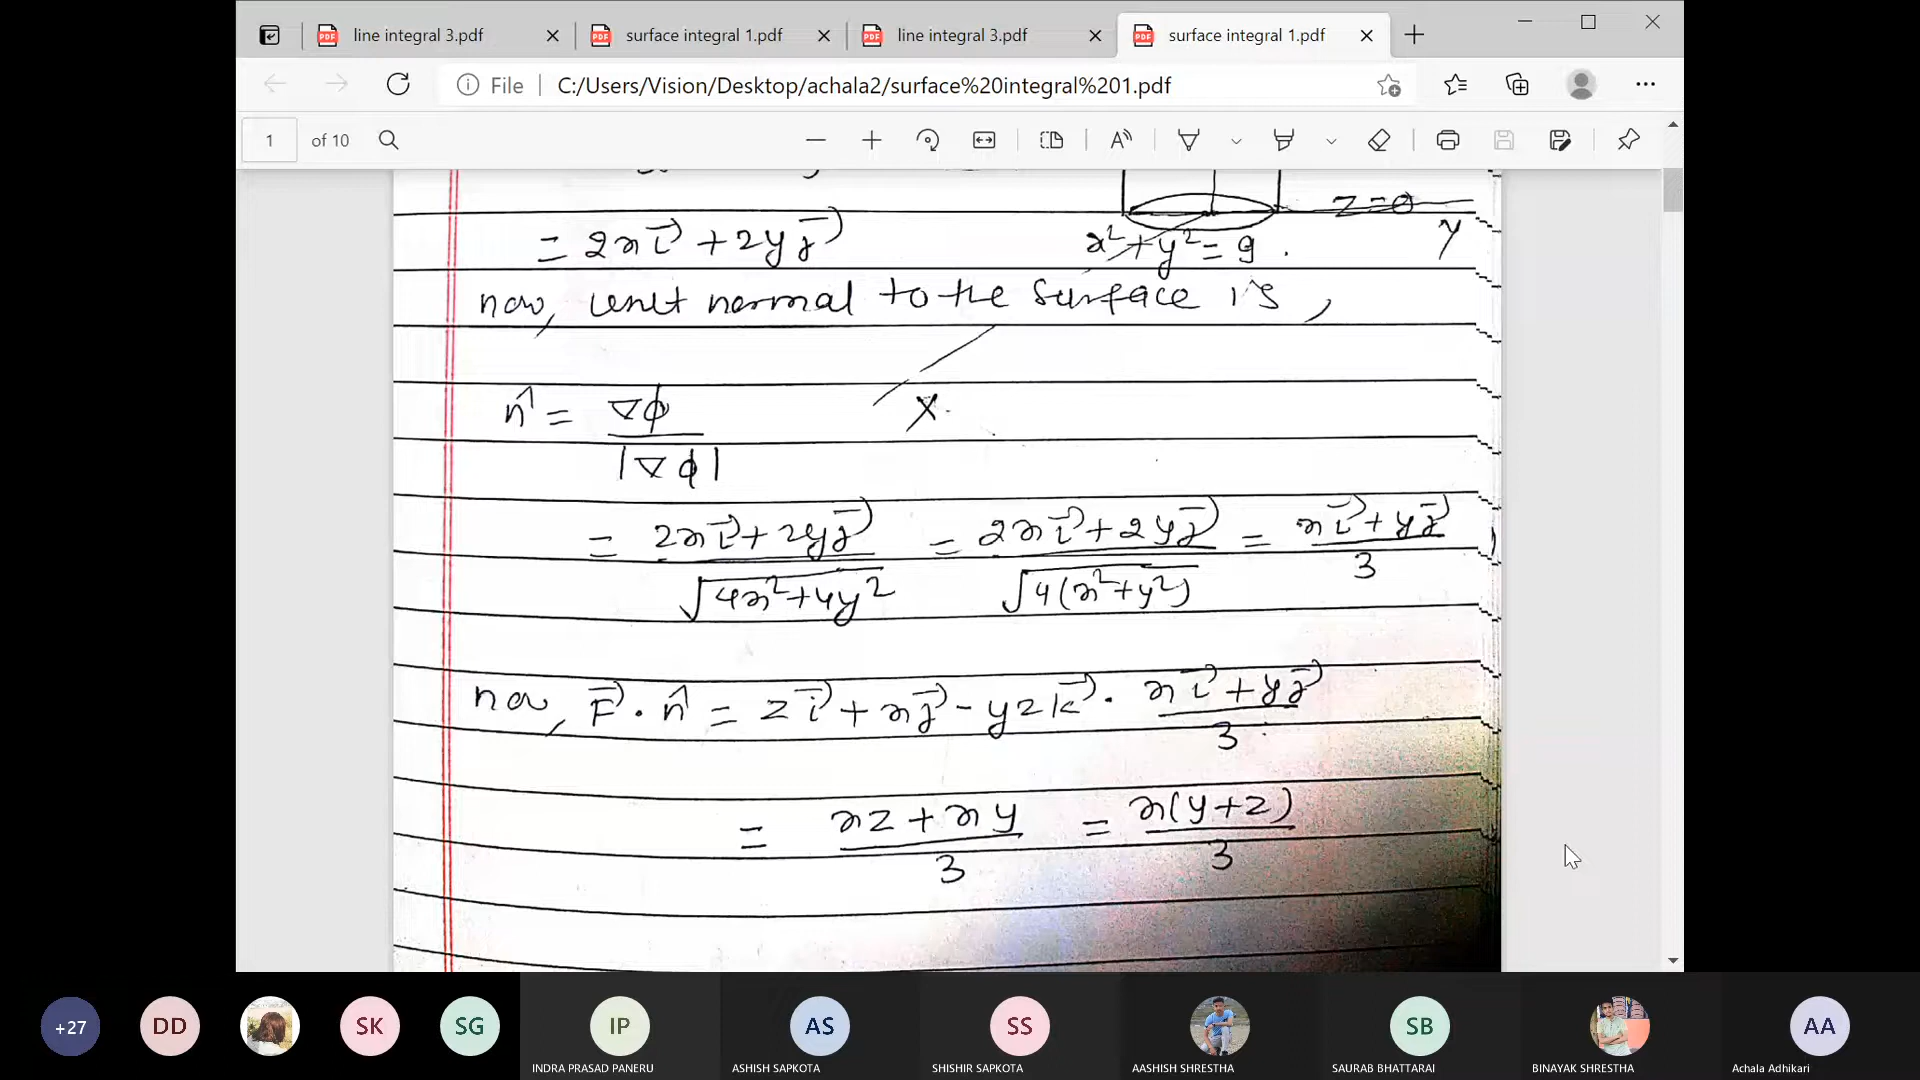 line integral 3.pdf
surface integral 1.pdf
line integral 3.pdf
surface integral 1.pdf
File
C:/Users/Vision/Desktop/achala2/surface%20integral%201.pdf
1 of 10
z=0
= 2xi⃗ + 2yj⃗
x²+y²=9.
y
now, unit normal to the surface is,
n̂ = ∇ϕ / |∇ϕ|
x.
= (2xi⃗+2yj⃗)/√(4x²+4y²) = (2xi⃗+2yj⃗)/√(4(x²+y²)) = (xi⃗+yj⃗)/3
now, F⃗·n̂ = zi⃗+xj⃗-yzk⃗ · (xi⃗+yj⃗)/3
= (xz+xy)/3 = x(y+z)/3
+27
DD
SK
SG
IP
AS
SS
SB
AA
INDRA PRASAD PANERU
ASHISH SAPKOTA
SHISHIR SAPKOTA
AASHISH SHRESTHA
SAURAB BHATTARAI
BINAYAK SHRESTHA
Achala Adhikari